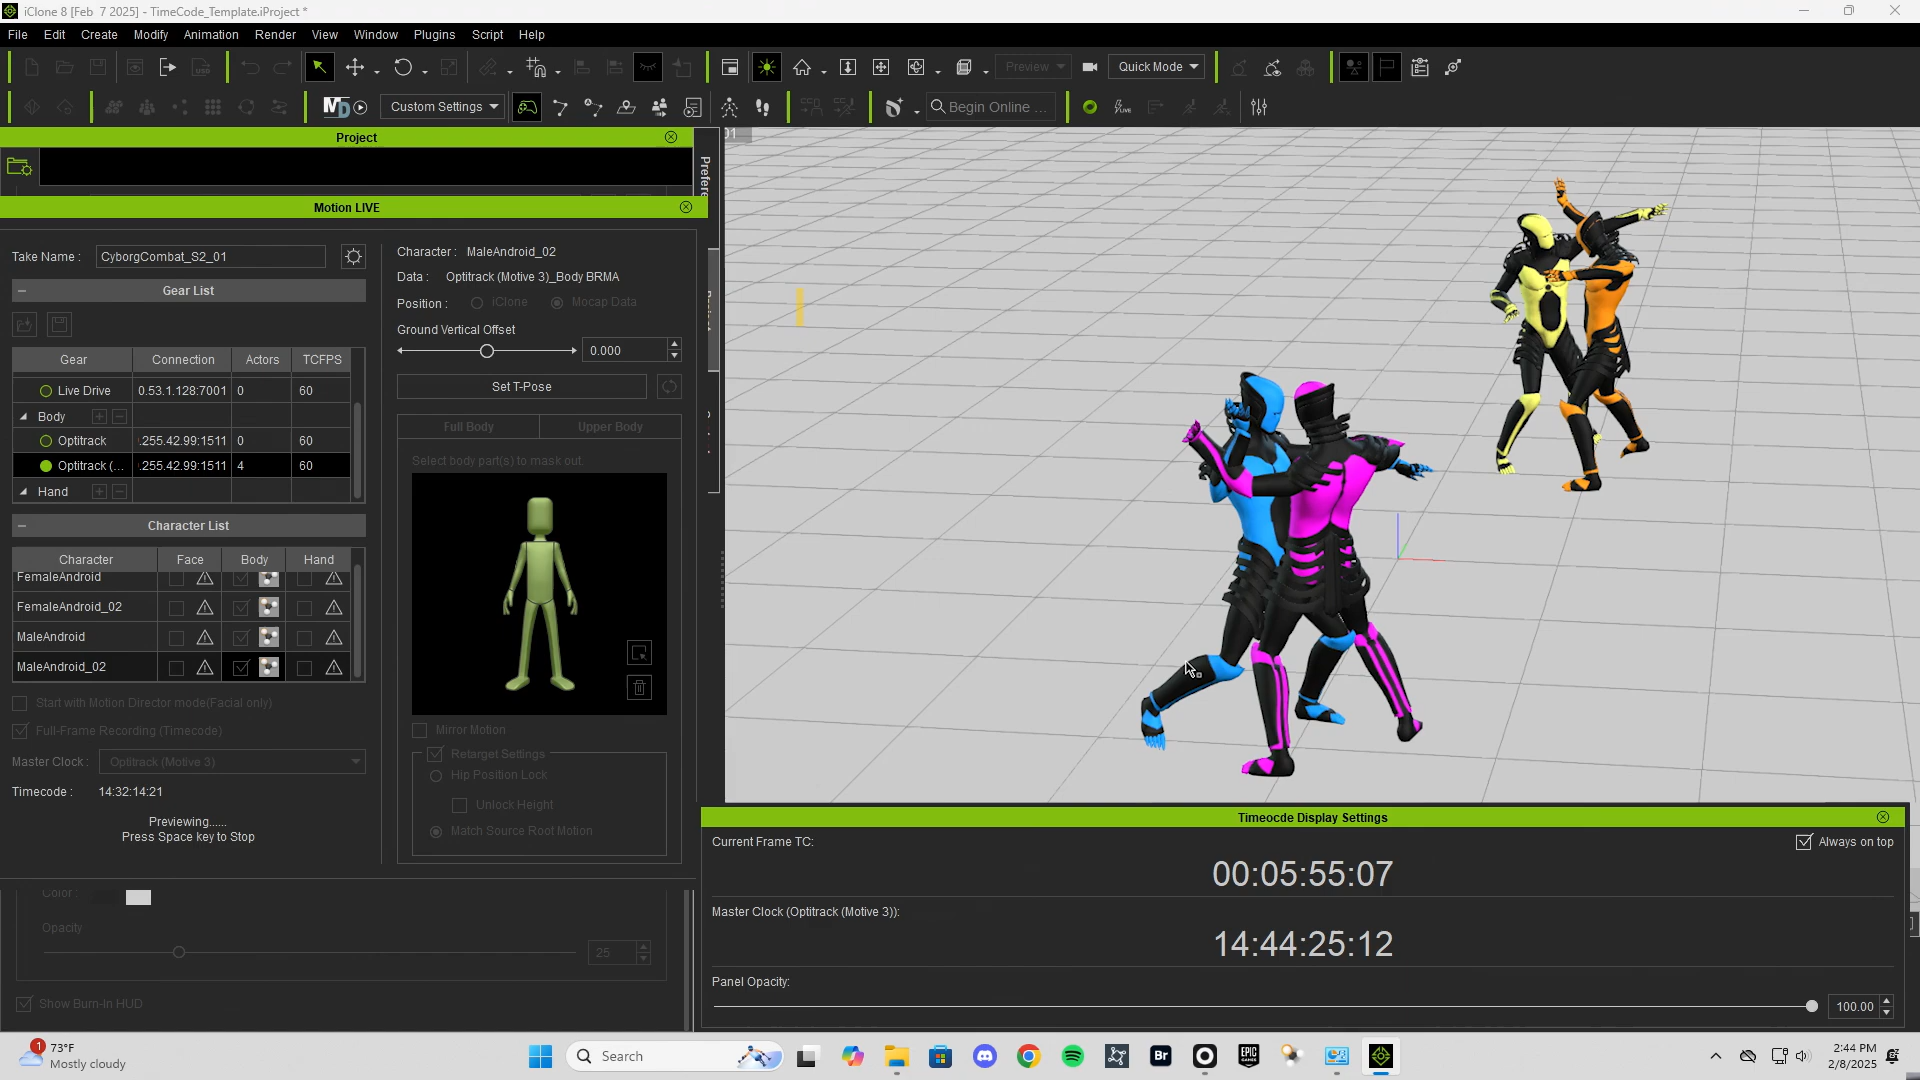 iClone 8 [Feb 7 2025] - TimeCode_Template.iProject *
File Edit Create Modify Animation Render View Window Plugins Script Help
Preview Quick Mode
MD Custom Settings Begin Online ... LIVE
Project
01
Prefere
Motion LIVE
Take Name : CyborgCombat_S2_01
Gear List
Gear Connection Actors TCFPS
Live Drive 0.53.1.128:7001 0 60
Body
Optitrack .255.42.99:1511 0 60
Optitrack (... .255.42.99:1511 4 60
Hand
Character List
Character Face Body Hand
FemaleAndroid
FemaleAndroid_02
MaleAndroid
MaleAndroid_02
Start with Motion Director mode(Facial only)
Full-Frame Recording (Timecode)
Master Clock : Optitrack (Motive 3)
Timecode : 14:32:14:21
Previewing......
Press Space key to Stop
Character : MaleAndroid_02
Data : Optitrack (Motive 3)_Body BRMA
Position : iClone Mocap Data
Ground Vertical Offset
0.000
Set T-Pose
Full Body Upper Body
Select body part(s) to mask out.
Mirror Motion
Retarget Settings
Hip Position Lock
Unlock Height
Match Source Root Motion
Color :
Opacity
25
Show Burn-in HUD
Timeocde Display Settings
Current Frame TC:
Always on top
00:05:55:07
Master Clock (Optitrack (Motive 3)):
14:44:25:12
Panel Opacity:
100.00
1
73°F
Mostly cloudy
Search
Br
EPIC GAMES
2:44 PM
2/8/2025